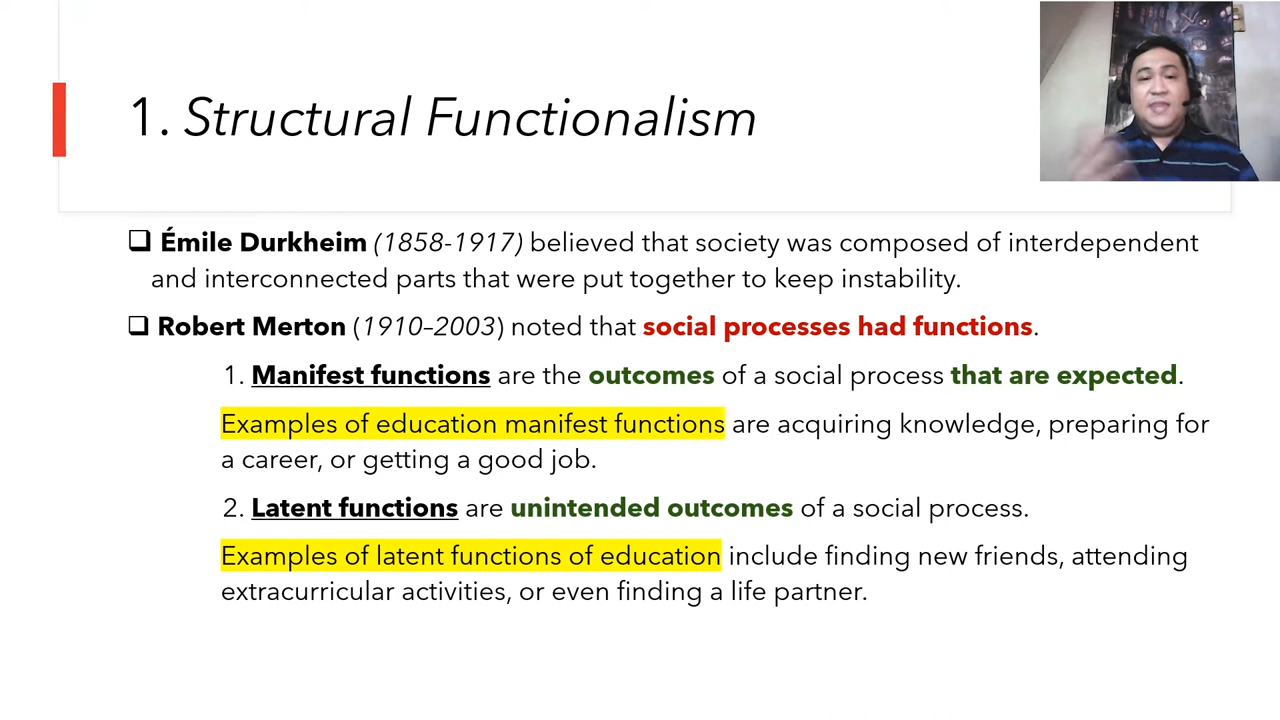 1. Structural Functionalism
❑ Émile Durkheim (1858-1917) believed that society was composed of interdependent
and interconnected parts that were put together to keep instability.
❑ Robert Merton (1910–2003) noted that social processes had functions.
1. Manifest functions are the outcomes of a social process that are expected.
Examples of education manifest functions are acquiring knowledge, preparing for
a career, or getting a good job.
2. Latent functions are unintended outcomes of a social process.
Examples of latent functions of education include finding new friends, attending
extracurricular activities, or even finding a life partner.